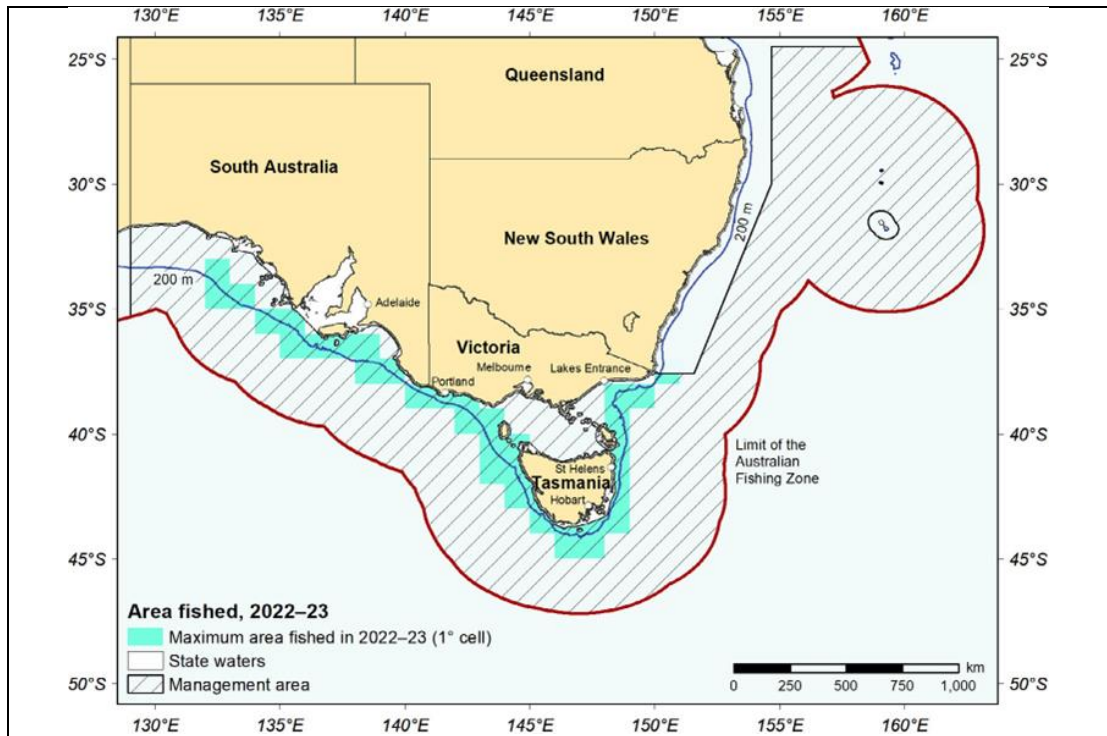 130°E 135°E 140°E 145°E 150°E 155°E 160°E
25°S 25°S
Queensland
South Australia
30°S 30°S
New South Wales
200 m
200 m
Adelaide
35°S 35°S
Victoria
Melbourne Lakes Entrance
Portland
40°S 40°S
Limit of the
Australian
Fishing Zone
St Helens
Tasmania
Hobart
45°S 45°S
Area fished, 2022–23
Maximum area fished in 2022–23 (1° cell)
State waters
Management area
km
0 250 500 750 1,000
50°S 50°S
130°E 135°E 140°E 145°E 150°E 155°E 160°E